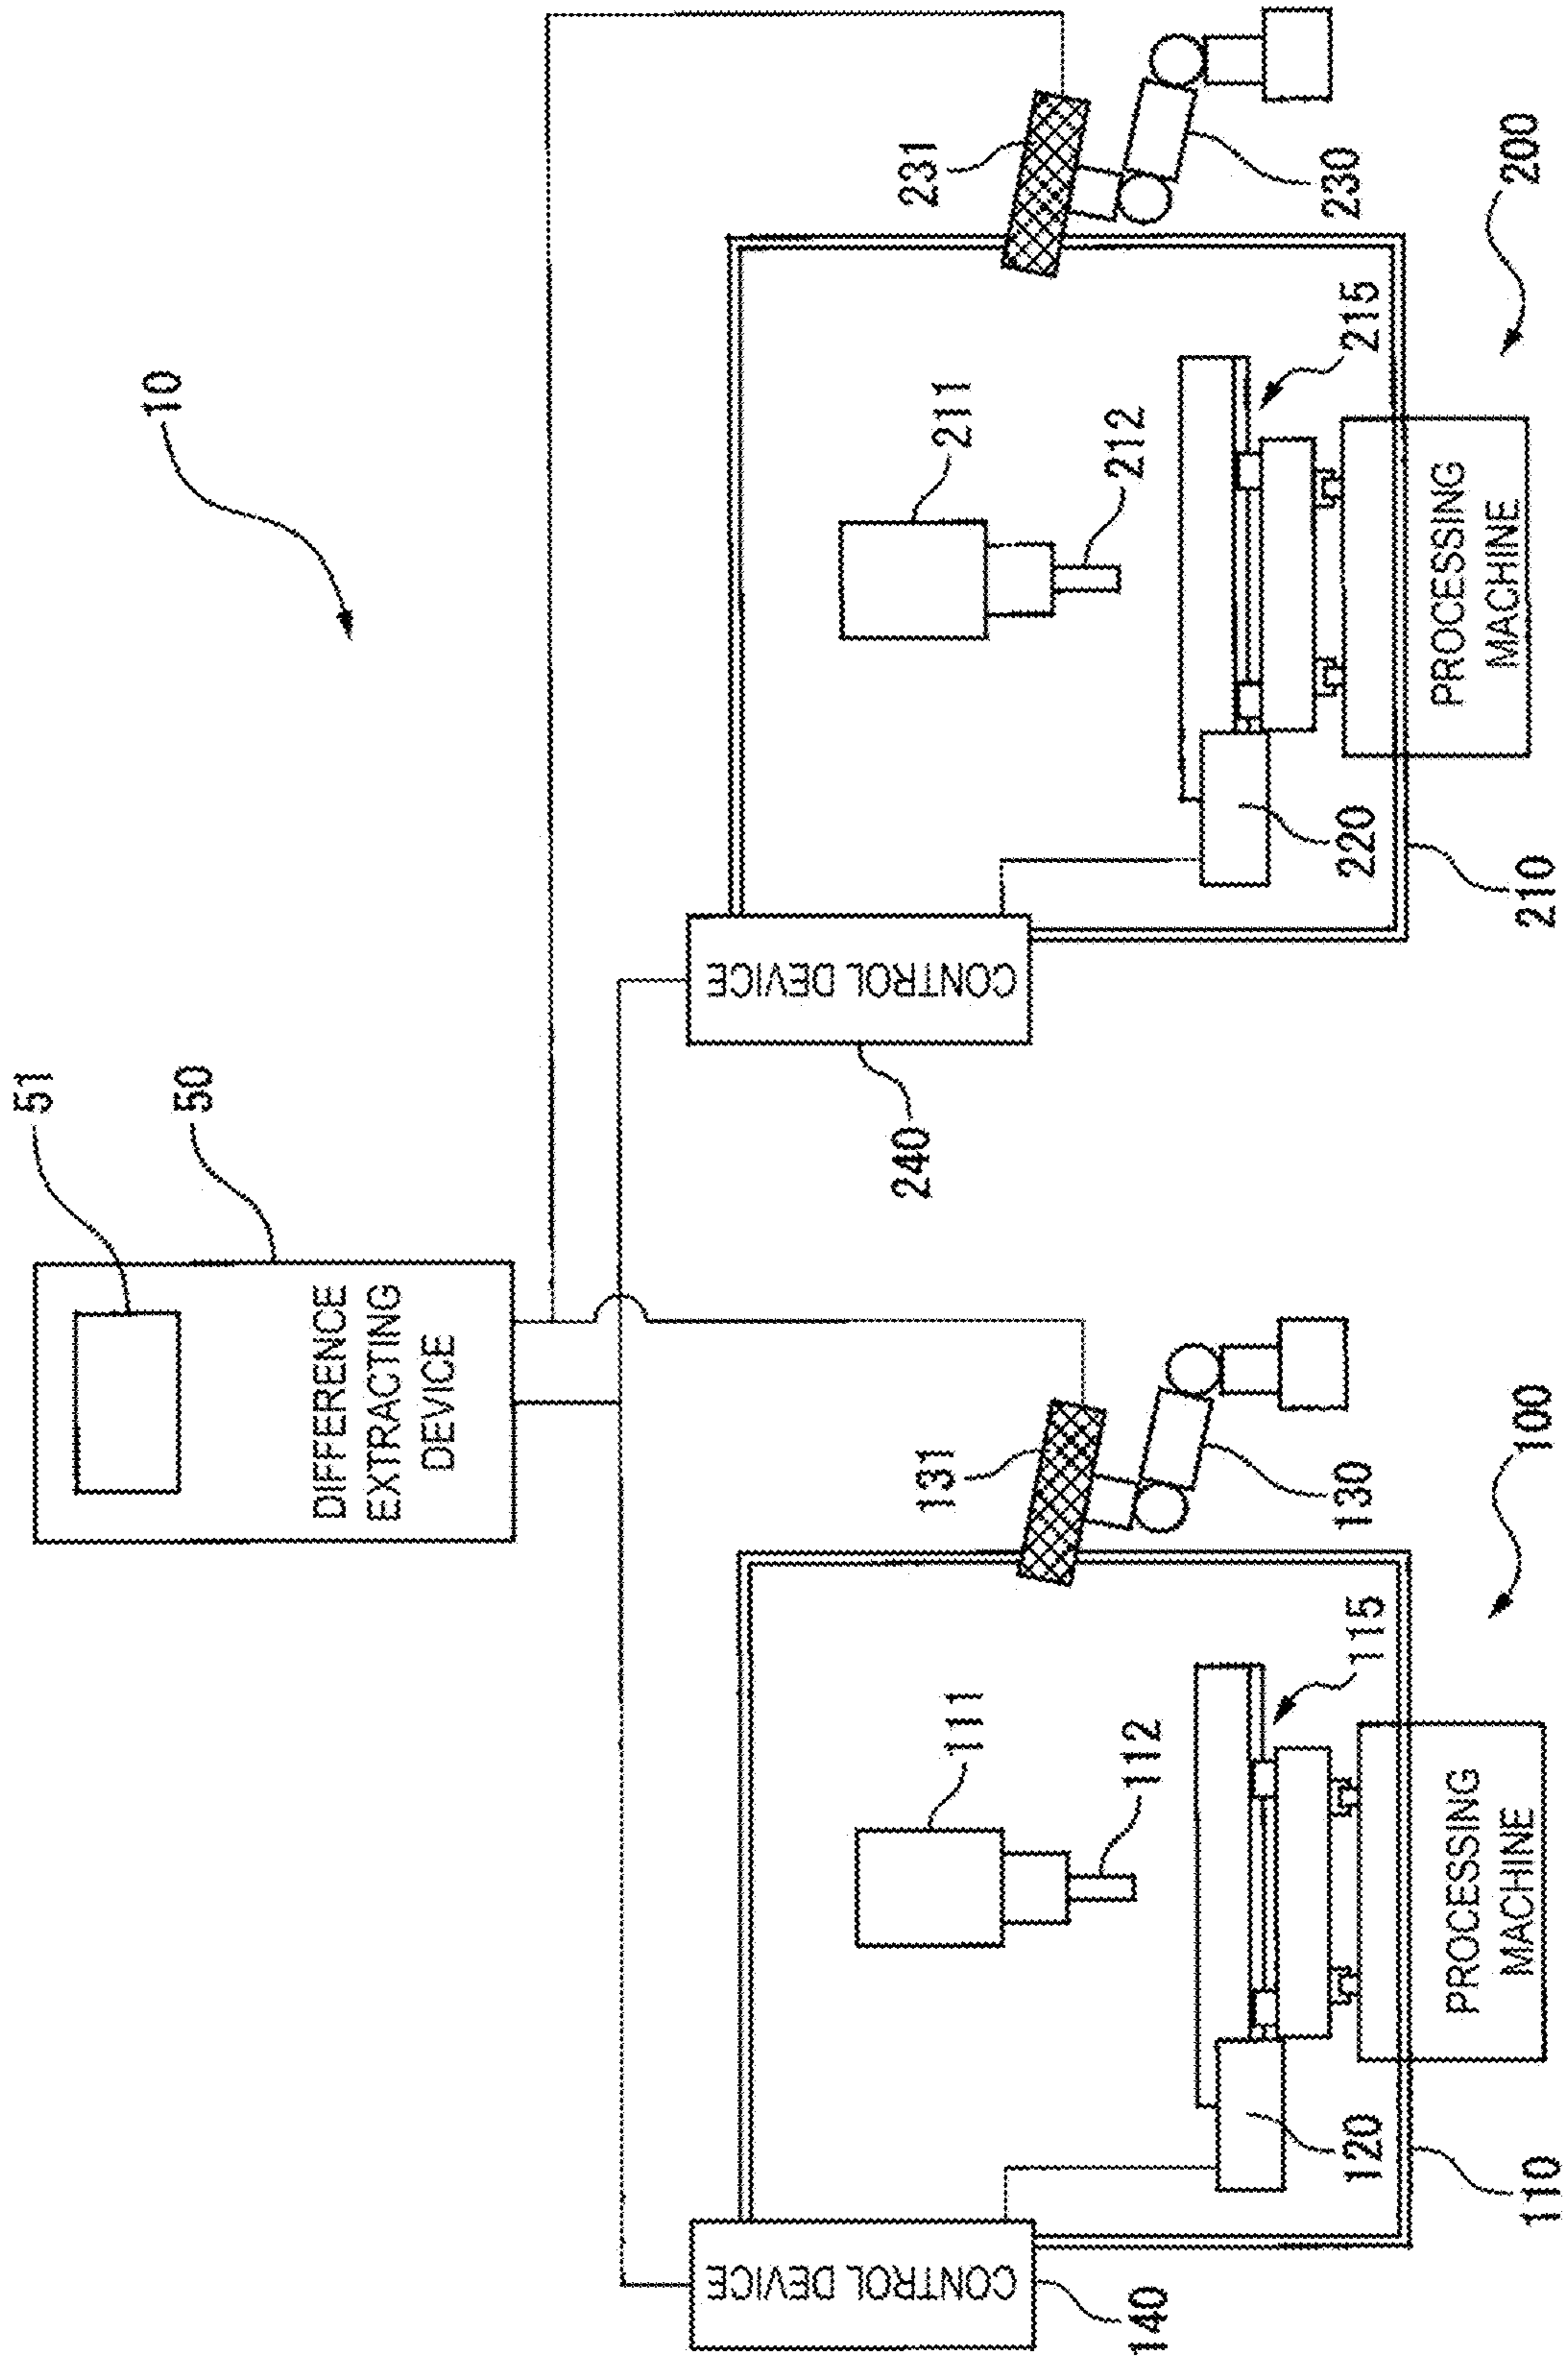 10
51
50
DIFFERENCE
EXTRACTING
DEVICE
231
230
200
211
212
215
CONTROL DEVICE
240
220
210
PROCESSING
MACHINE
131
130
100
111
112
115
CONTROL DEVICE
140
120
110
PROCESSING
MACHINE